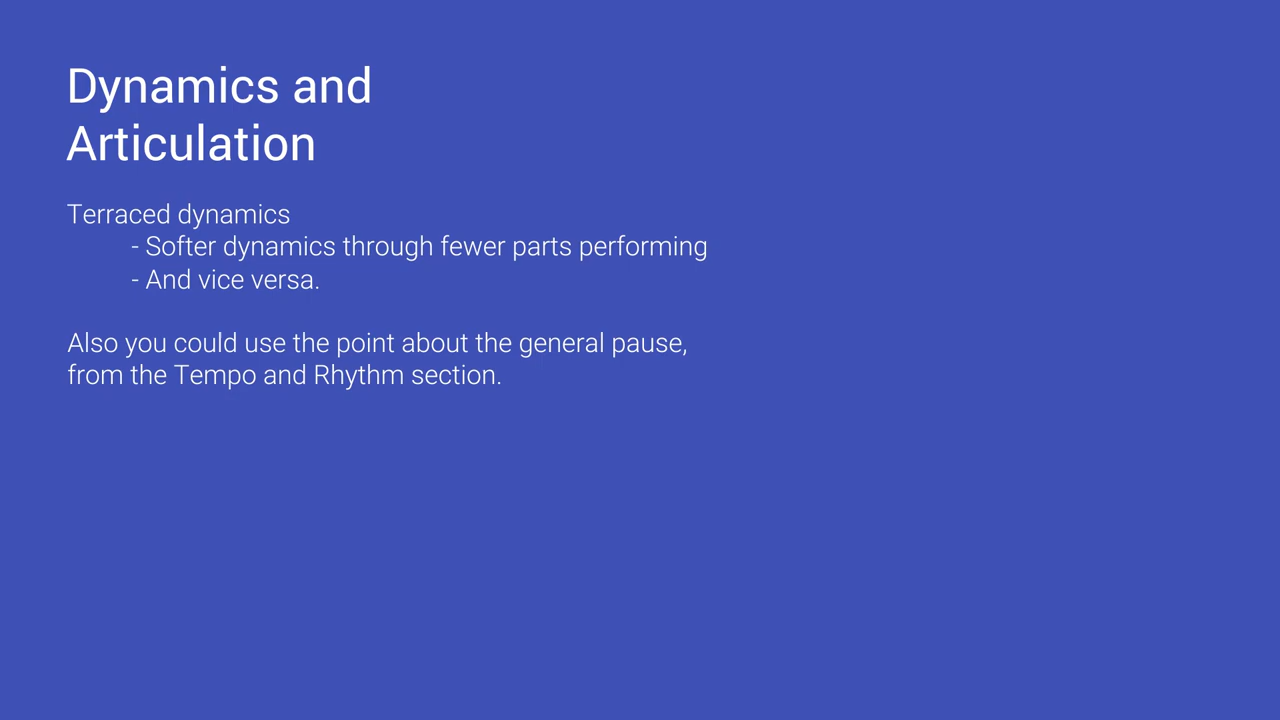 Dynamics and
Articulation
Terraced dynamics
- Softer dynamics through fewer parts performing
- And vice versa.
Also you could use the point about the general pause,
from the Tempo and Rhythm section.